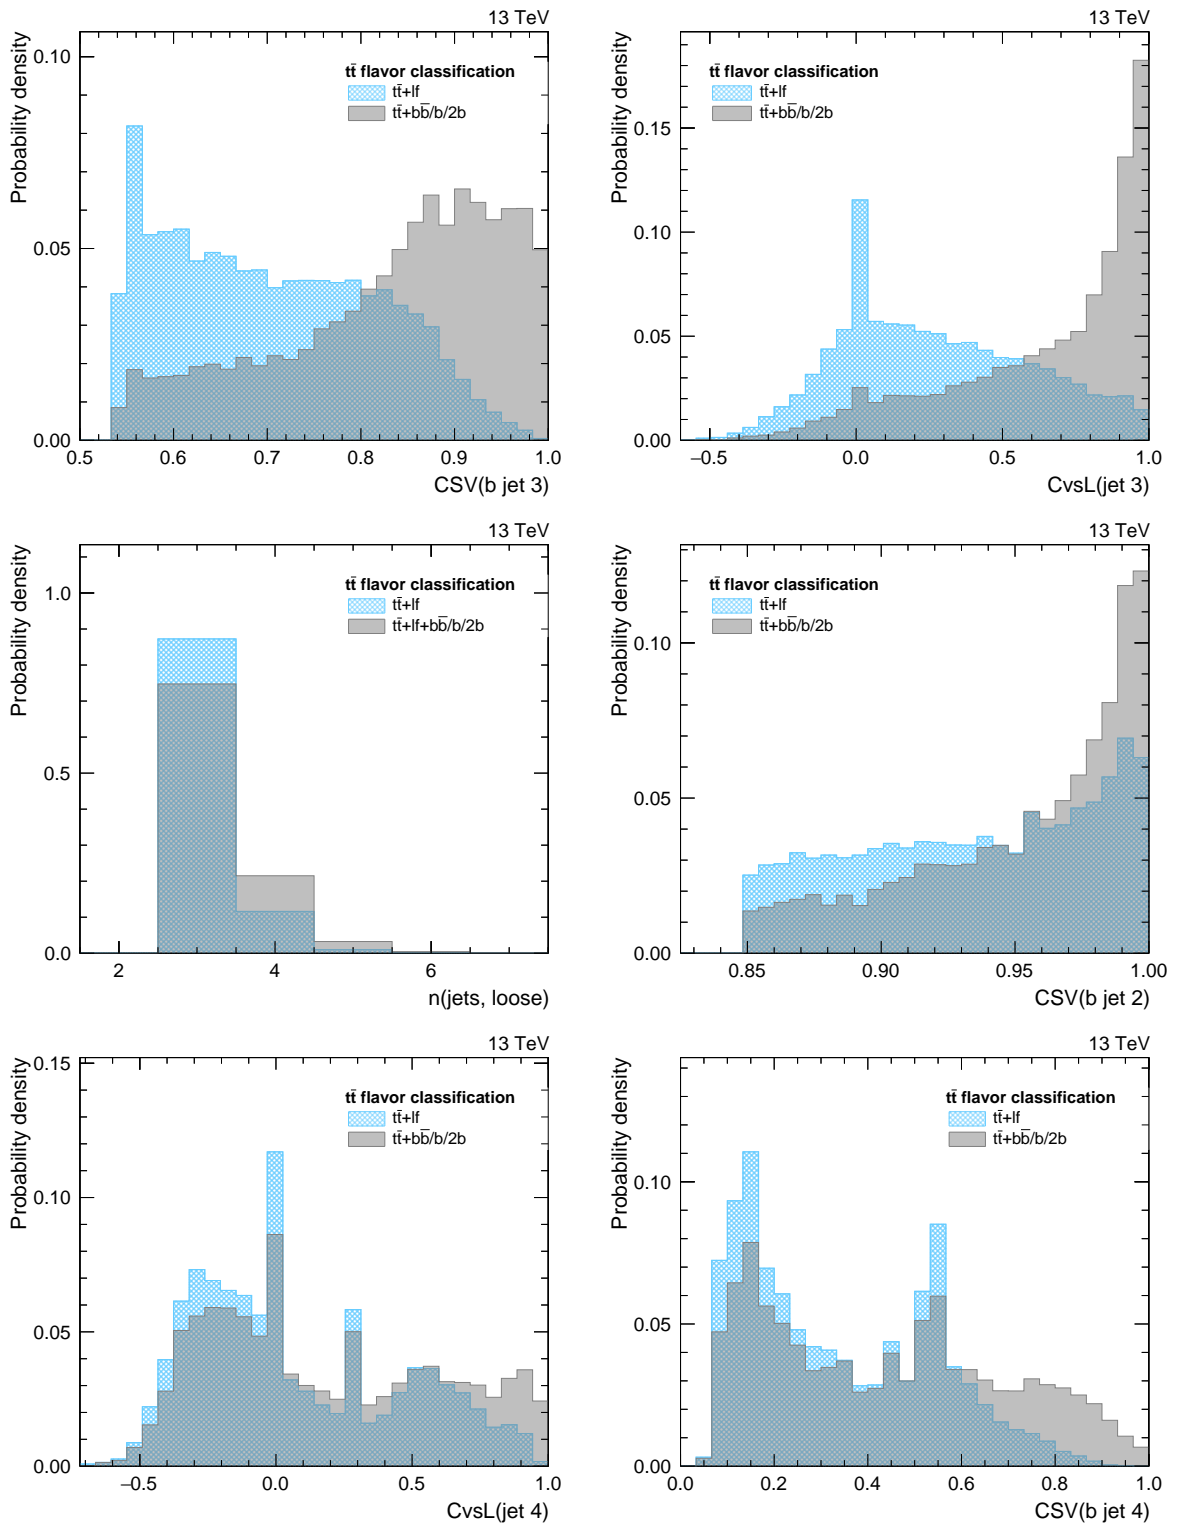 13 TeV
Probability density
0.10
0.05
0.00
tt̄ flavor classification
tt̄+lf
tt̄+bb̄/b/2b
0.5 0.6 0.7 0.8 0.9 1.0
CSV(b jet 3)
13 TeV
Probability density
0.15
0.10
0.05
0.00
tt̄ flavor classification
tt̄+lf
tt̄+bb̄/b/2b
−0.5 0.0 0.5 1.0
CvsL(jet 3)
13 TeV
Probability density
1.0
0.5
0.0
tt̄ flavor classification
tt̄+lf
tt̄+lf+bb̄/b/2b
2 4 6
n(jets, loose)
13 TeV
Probability density
0.10
0.05
0.00
tt̄ flavor classification
tt̄+lf
tt̄+bb̄/b/2b
0.85 0.90 0.95 1.00
CSV(b jet 2)
13 TeV
Probability density
0.15
0.10
0.05
0.00
tt̄ flavor classification
tt̄+lf
tt̄+bb̄/b/2b
−0.5 0.0 0.5 1.0
CvsL(jet 4)
13 TeV
Probability density
0.10
0.05
0.00
tt̄ flavor classification
tt̄+lf
tt̄+bb̄/b/2b
0.0 0.2 0.4 0.6 0.8 1.0
CSV(b jet 4)